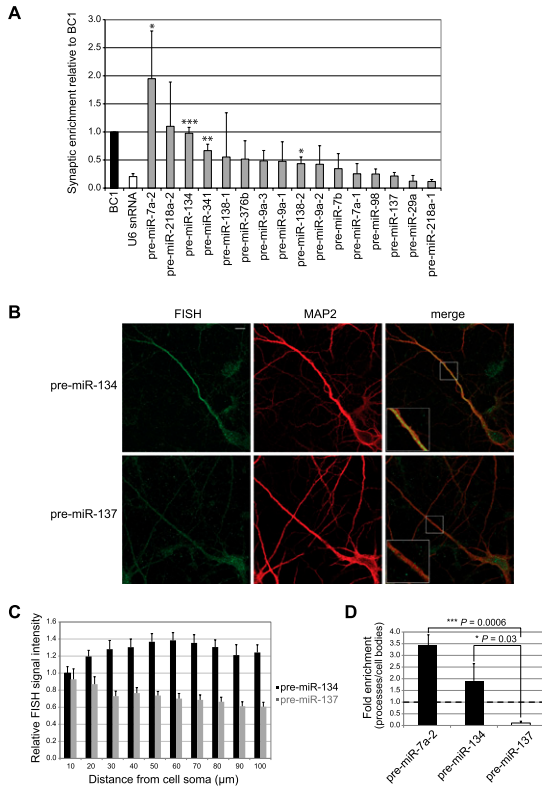 A
Synaptic enrichment relative to BC1
3.0
2.5
2.0
1.5
1.0
0.5
0.0
*
***
**
*
BC1
U6 snRNA
pre-miR-7a-2
pre-miR-218a-2
pre-miR-134
pre-miR-341
pre-miR-138-1
pre-miR-376b
pre-miR-9a-3
pre-miR-9a-1
pre-miR-138-2
pre-miR-9a-2
pre-miR-7b
pre-miR-7a-1
pre-miR-98
pre-miR-137
pre-miR-29a
pre-miR-218a-1
B
FISH MAP2 merge
pre-miR-134
pre-miR-137
C
Relative FISH signal intensity
1.6
1.4
1.2
1.0
0.8
0.6
0.4
0.2
0
10 20 30 40 50 60 70 80 90 100
Distance from cell soma (μm)
pre-miR-134
pre-miR-137
D
Fold enrichment
(processes/cell bodies)
4.0
3.5
3.0
2.5
2.0
1.5
1.0
0.5
0.0
*** P = 0.0006
* P = 0.03
pre-miR-7a-2
pre-miR-134
pre-miR-137